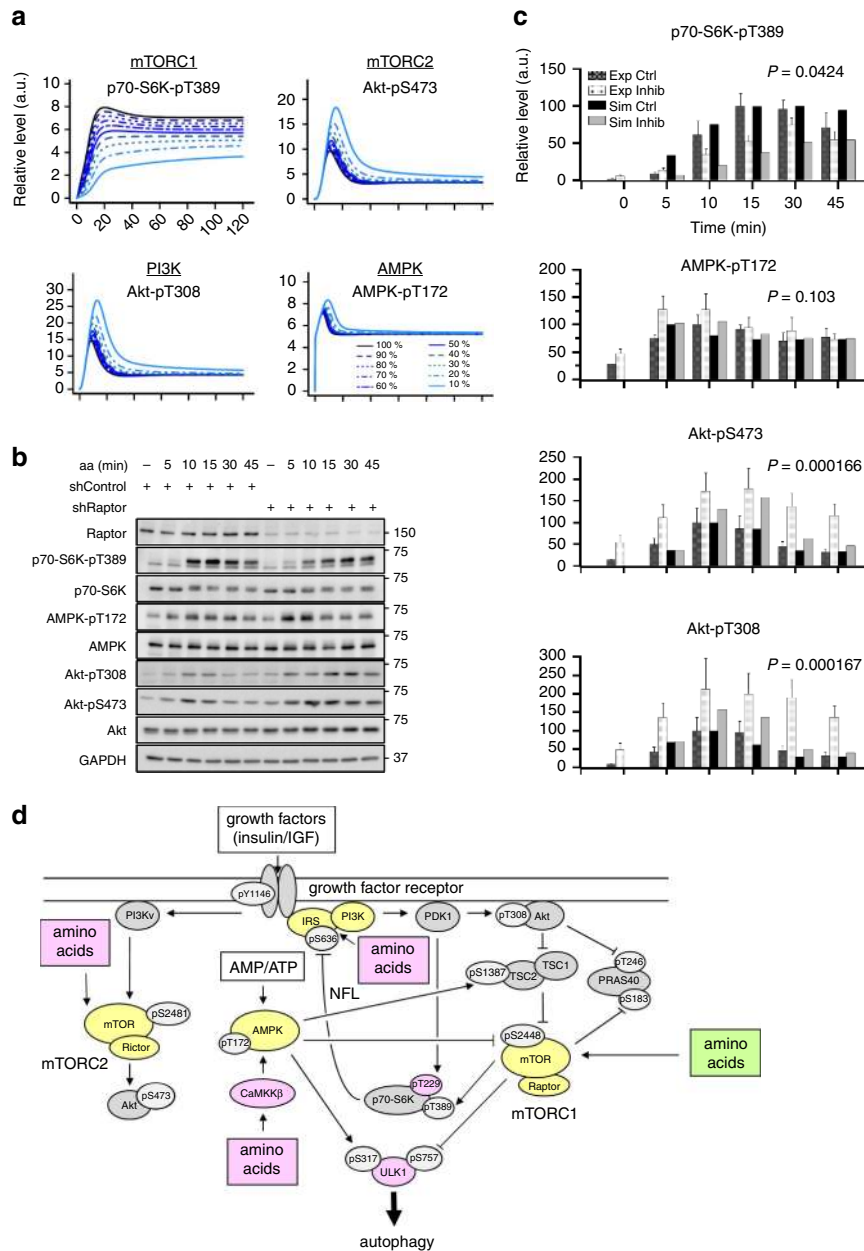 a
mTORC1
p70-S6K-pT389
Relative level (a.u.)
10
8
6
4
2
0
0 20 40 60 80 100 120
mTORC2
Akt-pS473
20
15
10
5
0
PI3K
Akt-pT308
30
25
20
15
10
5
0
AMPK
AMPK-pT172
10
8
6
4
2
0
100 % 50 %
90 % 40 %
80 % 30 %
70 % 20 %
60 % 10 %
b
aa (min) – 5 10 15 30 45 – 5 10 15 30 45
shControl + + + + + +
shRaptor + + + + + +
Raptor 150
p70-S6K-pT389 75
p70-S6K 75
AMPK-pT172 75
AMPK
Akt-pT308 75
Akt-pS473 75
Akt 75
GAPDH 37
c
p70-S6K-pT389
Relative level (a.u.)
150
100
50
0
Exp Ctrl
Exp Inhib
Sim Ctrl
Sim Inhib
P = 0.0424
0 5 10 15 30 45
Time (min)
AMPK-pT172
P = 0.103
200
150
100
50
0
Akt-pS473
P = 0.000166
250
200
150
100
50
0
Akt-pT308
P = 0.000167
300
250
200
150
100
50
0
d
growth factors
(insulin/IGF)
growth factor receptor
pY1146
PI3Kv
IRS
PI3K
pS636
PDK1
pT308
Akt
amino
acids
amino
acids
AMP/ATP
NFL
pS1387
TSC2
TSC1
pT246
PRAS40
pS183
mTOR
pS2481
Rictor
mTORC2
AMPK
pT172
pS2448
mTOR
Raptor
mTORC1
amino
acids
Akt
pS473
CaMKKβ
p70-S6K
pT229
pT389
amino
acids
pS317
ULK1
pS757
autophagy